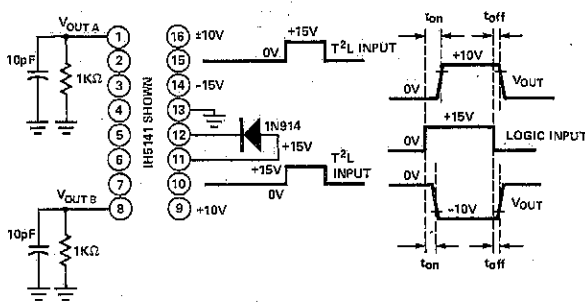 VOUT A
10pF
1KΩ
1
2
3
4
5
6
7
8
IH5141 SHOWN
16
15
14
13
12
11
10
9
±10V
0V
+15V
T²L INPUT
-15V
1N914
+15V
+15V
0V
T²L
INPUT
+10V
VOUT B
10pF
1KΩ
ton
toff
+10V
0V
VOUT
+15V
LOGIC INPUT
0V
-10V
VOUT
ton
toff